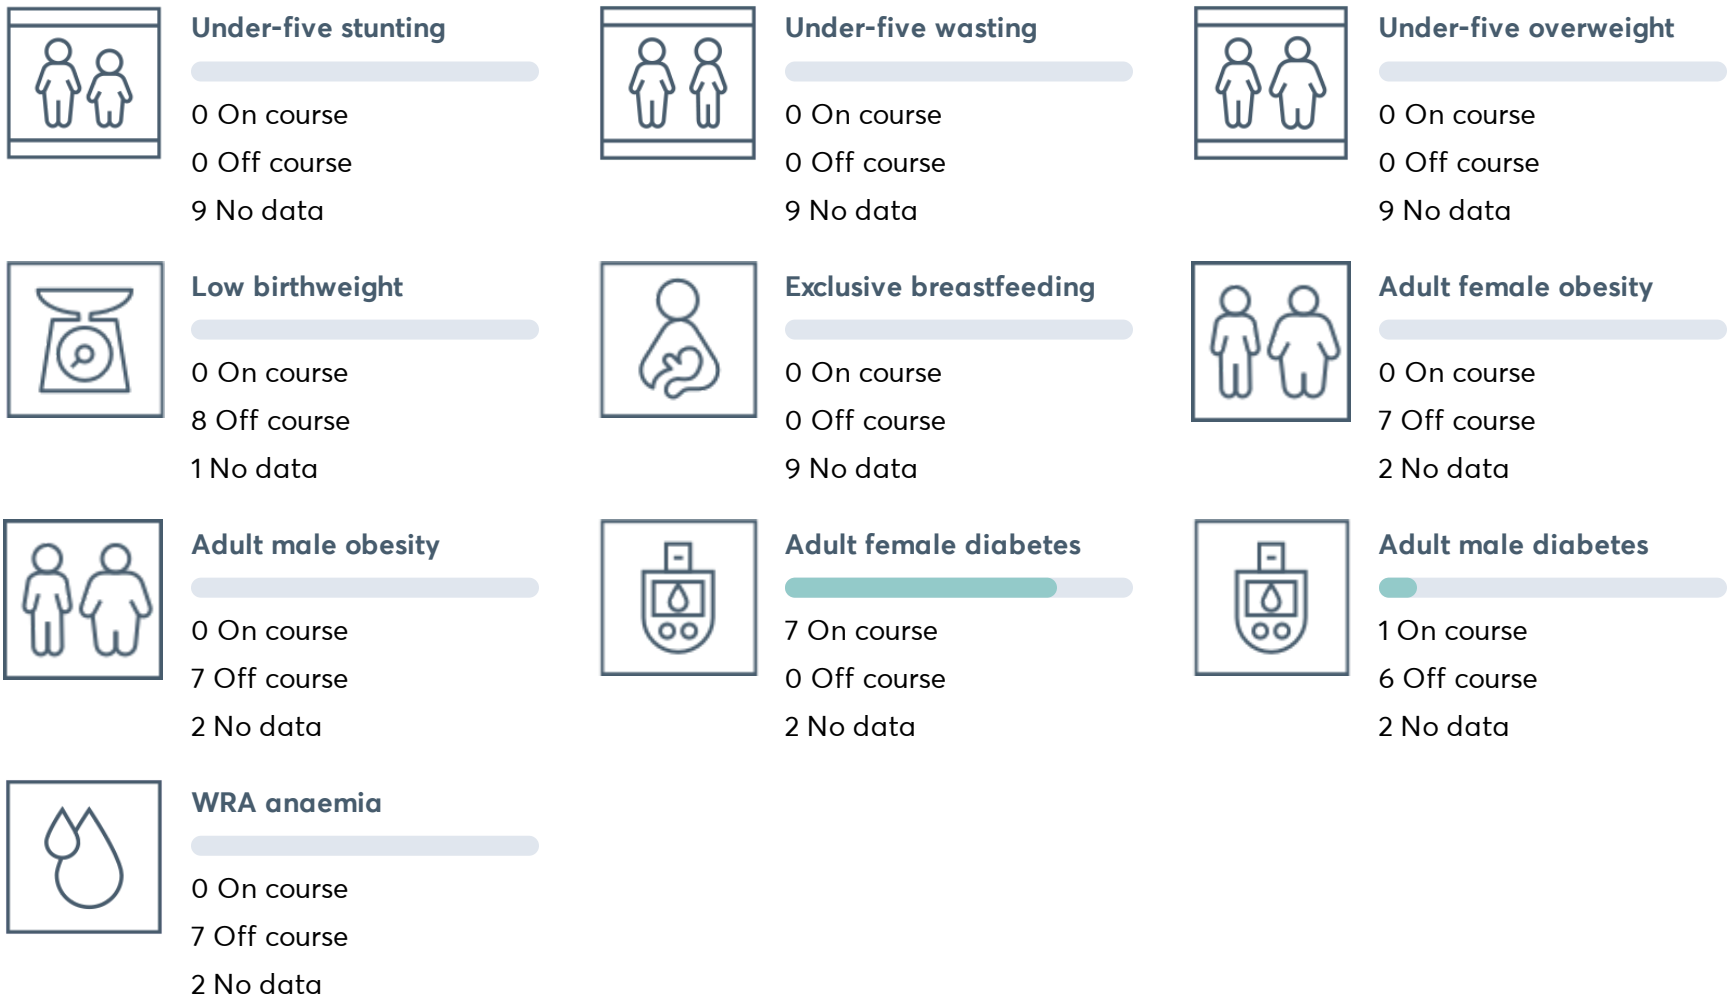 Under-five stunting
0 On course
0 Off course
9 No data
Under-five wasting
0 On course
0 Off course
9 No data
Under-five overweight
0 On course
0 Off course
9 No data
Low birthweight
0 On course
8 Off course
1 No data
Exclusive breastfeeding
0 On course
0 Off course
9 No data
Adult female obesity
0 On course
7 Off course
2 No data
Adult male obesity
0 On course
7 Off course
2 No data
Adult female diabetes
7 On course
0 Off course
2 No data
Adult male diabetes
1 On course
6 Off course
2 No data
WRA anaemia
0 On course
7 Off course
2 No data